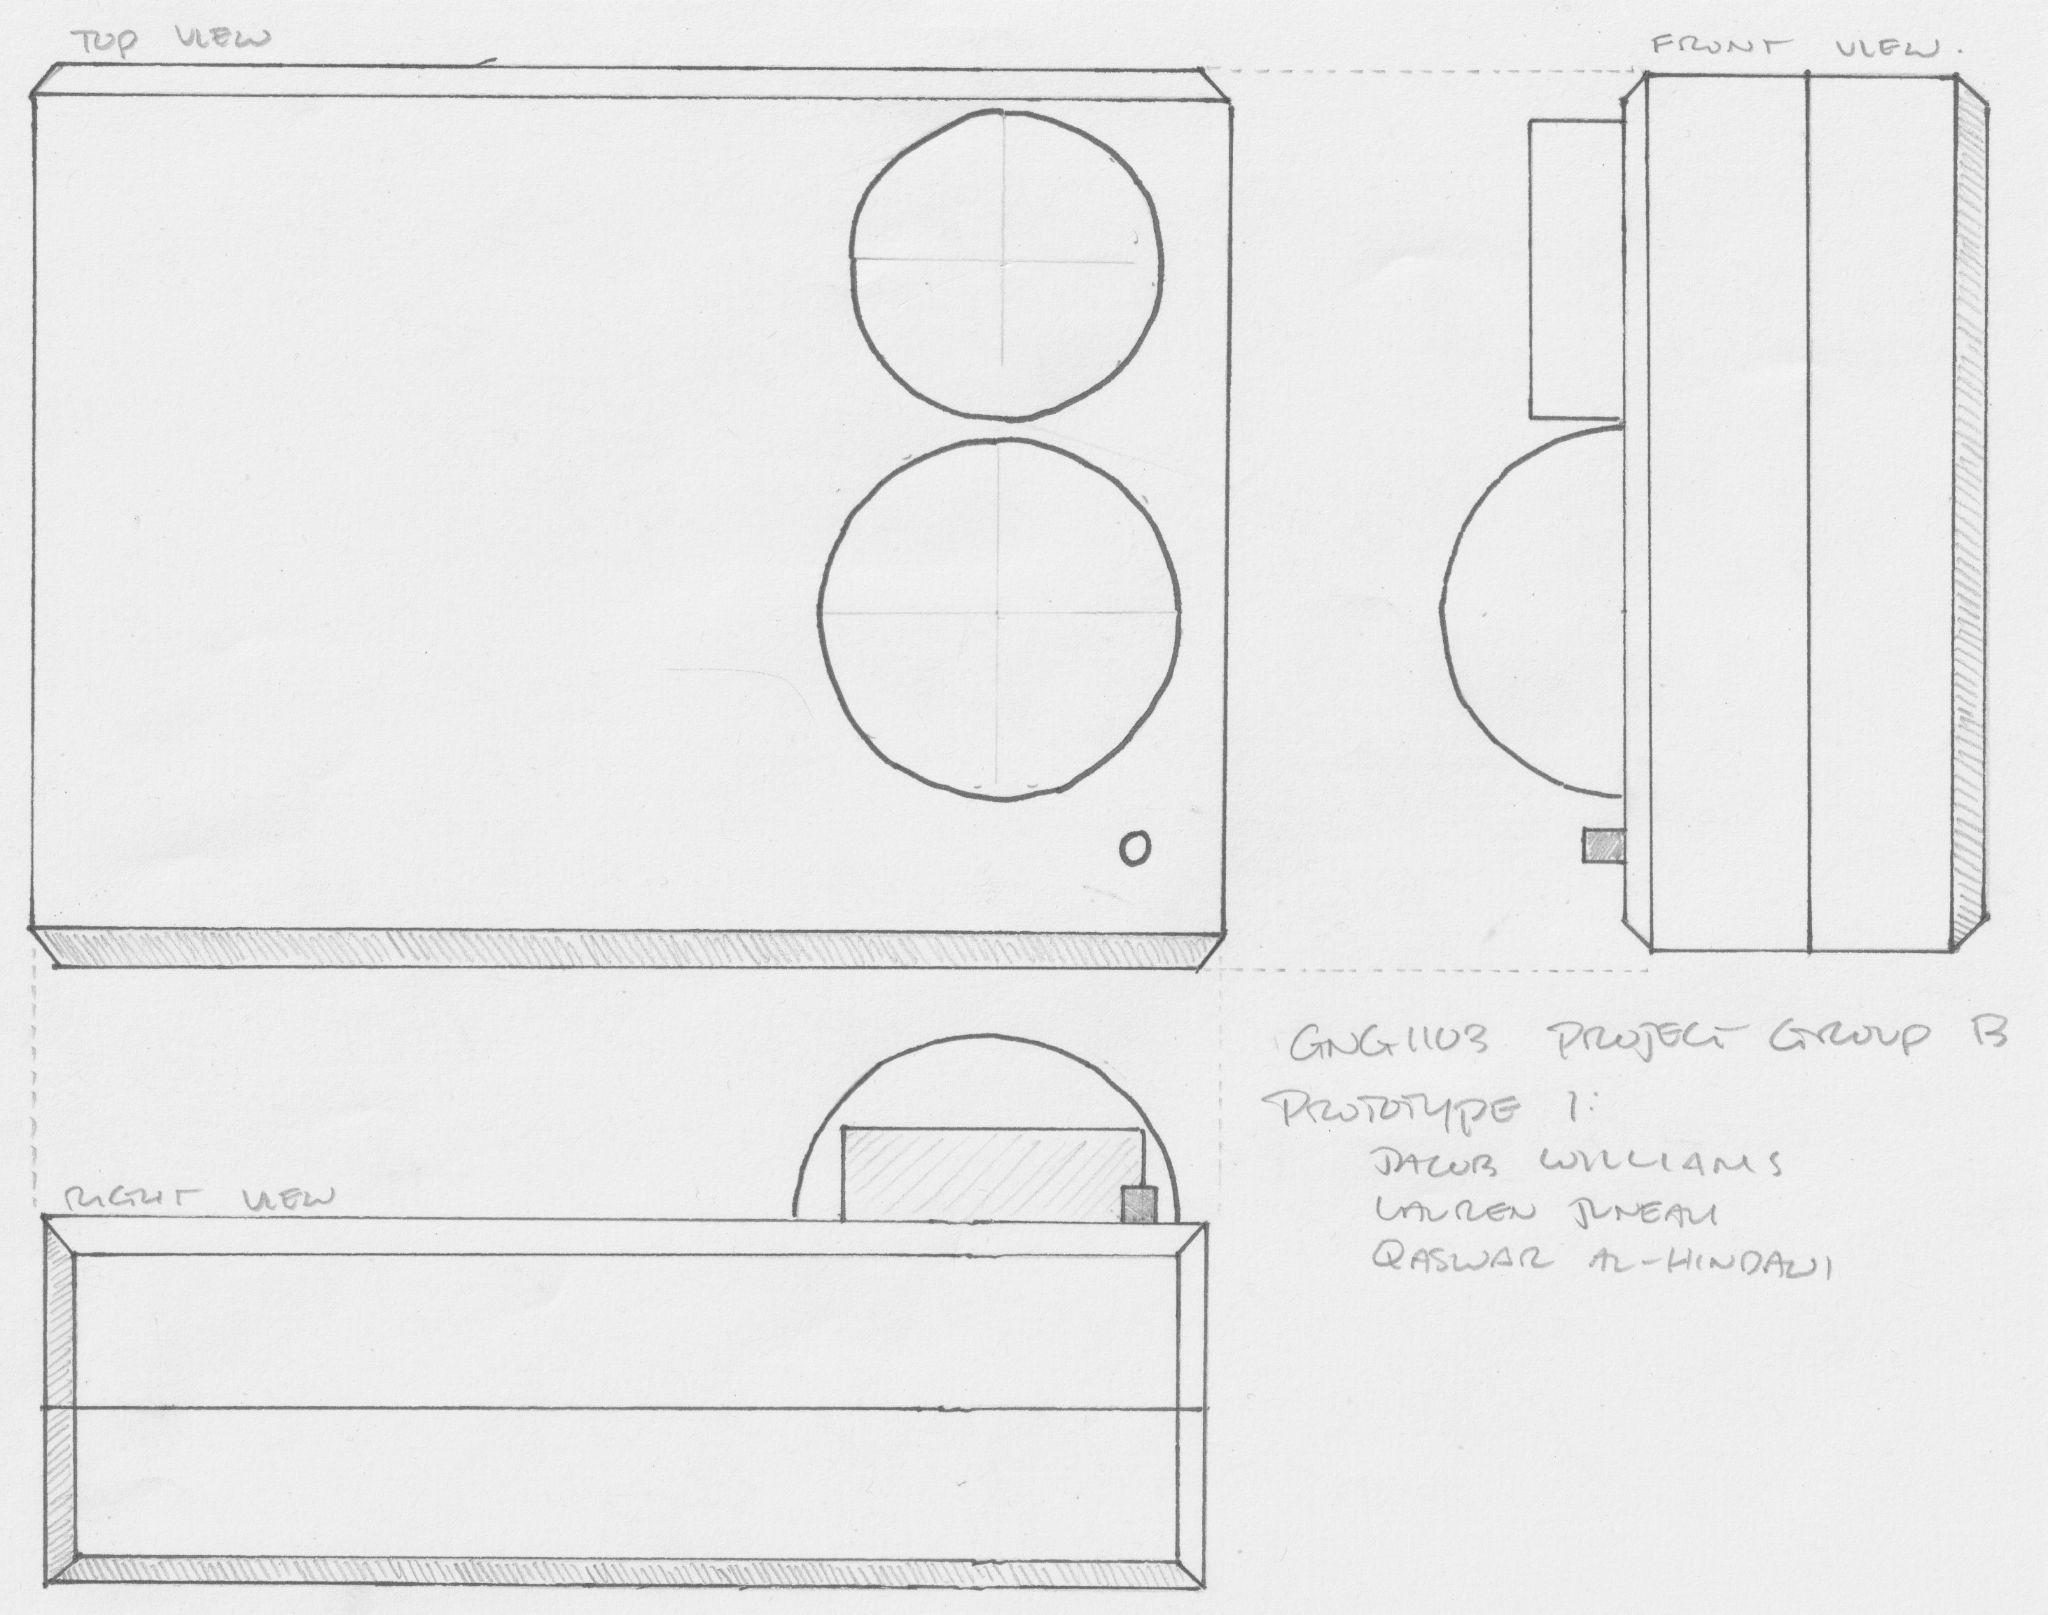 TOP VIEW
FRONT VIEW.
GNG1103 PROJECT GROUP B
PROTOTYPE 1:
JACOB WILLIAMS
LAUREN JUNEAU
QASWAR AL-HINDAWI
RIGHT VIEW